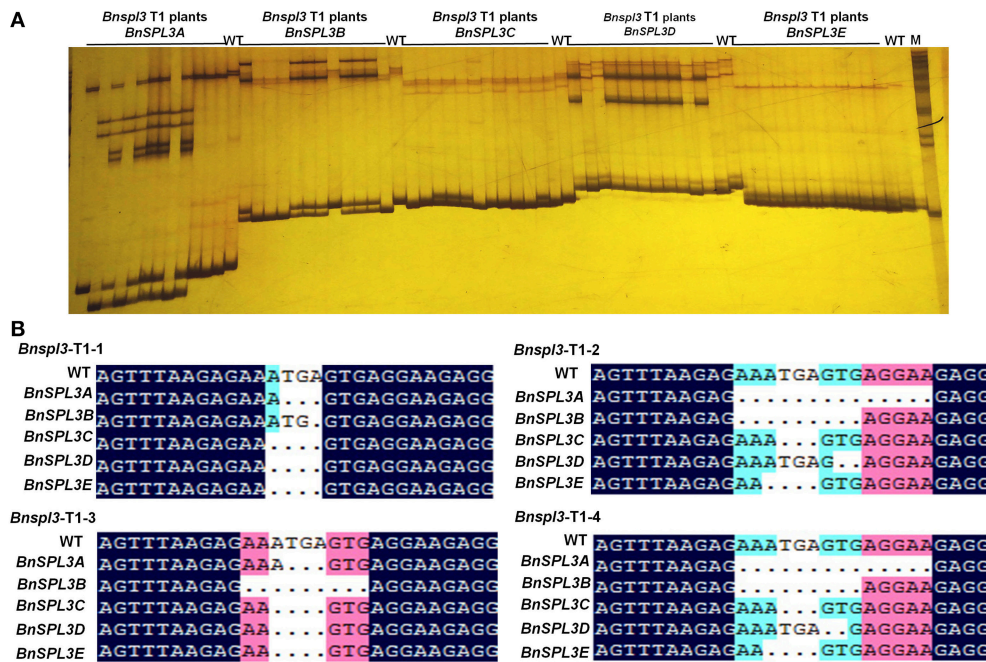 A
Bnspl3 T1 plants
BnSPL3A
WT
Bnspl3 T1 plants
BnSPL3B
WT
Bnspl3 T1 plants
BnSPL3C
WT
Bnspl3 T1 plants
BnSPL3D
WT
Bnspl3 T1 plants
BnSPL3E
WT M
B
Bnspl3-T1-1
WT AGTTTAAGAGAAATGAGTGAGGAAGAGG
BnSPL3A AGTTTAAGAGAAA...GTGAGGAAGAGG
BnSPL3B AGTTTAAGAGAAATG.GTGAGGAAGAGG
BnSPL3C AGTTTAAGAGAA....GTGAGGAAGAGG
BnSPL3D AGTTTAAGAGAA....GTGAGGAAGAGG
BnSPL3E AGTTTAAGAGAA....GTGAGGAAGAGG
Bnspl3-T1-2
WT AGTTTAAGAGAAATGAGTGAGGAAGAGG
BnSPL3A AGTTTAAGAG..............GAGG
BnSPL3B AGTTTAAGAG.........AGGAAGAGG
BnSPL3C AGTTTAAGAGAAA...GTGAGGAAGAGG
BnSPL3D AGTTTAAGAGAAATGAG..AGGAAGAGG
BnSPL3E AGTTTAAGAGAA....GTGAGGAAGAGG
Bnspl3-T1-3
WT AGTTTAAGAGAAATGAGTGAGGAAGAGG
BnSPL3A AGTTTAAGAGAAA...GTGAGGAAGAGG
BnSPL3B AGTTTAAGAG.........AGGAAGAGG
BnSPL3C AGTTTAAGAGAA....GTGAGGAAGAGG
BnSPL3D AGTTTAAGAGAA....GTGAGGAAGAGG
BnSPL3E AGTTTAAGAGAA....GTGAGGAAGAGG
Bnspl3-T1-4
WT AGTTTAAGAGAAATGAGTGAGGAAGAGG
BnSPL3A AGTTTAAGAG..............GAGG
BnSPL3B AGTTTAAGAG.........AGGAAGAGG
BnSPL3C AGTTTAAGAGAAA...GTGAGGAAGAGG
BnSPL3D AGTTTAAGAGAAATGA..GAGGAAGAGG
BnSPL3E AGTTTAAGAGAA....GTGAGGAAGAGG